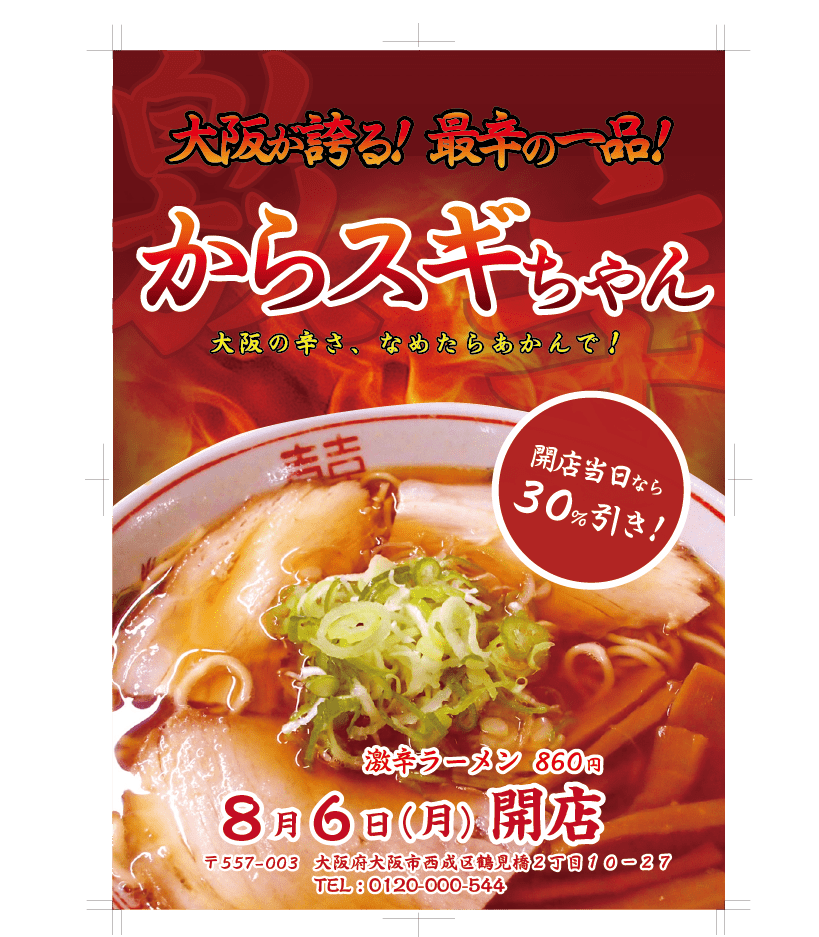 激辛
大阪が誇る！最辛の一品！
からスギちゃん
大阪の辛さ、なめたらあかんで！
囍
開店当日なら
30%引き！
激辛ラーメン 860円
8月6日(月) 開店
〒557-003 大阪府大阪市西成区鶴見橋２丁目１０－２７
TEL：0120-000-544